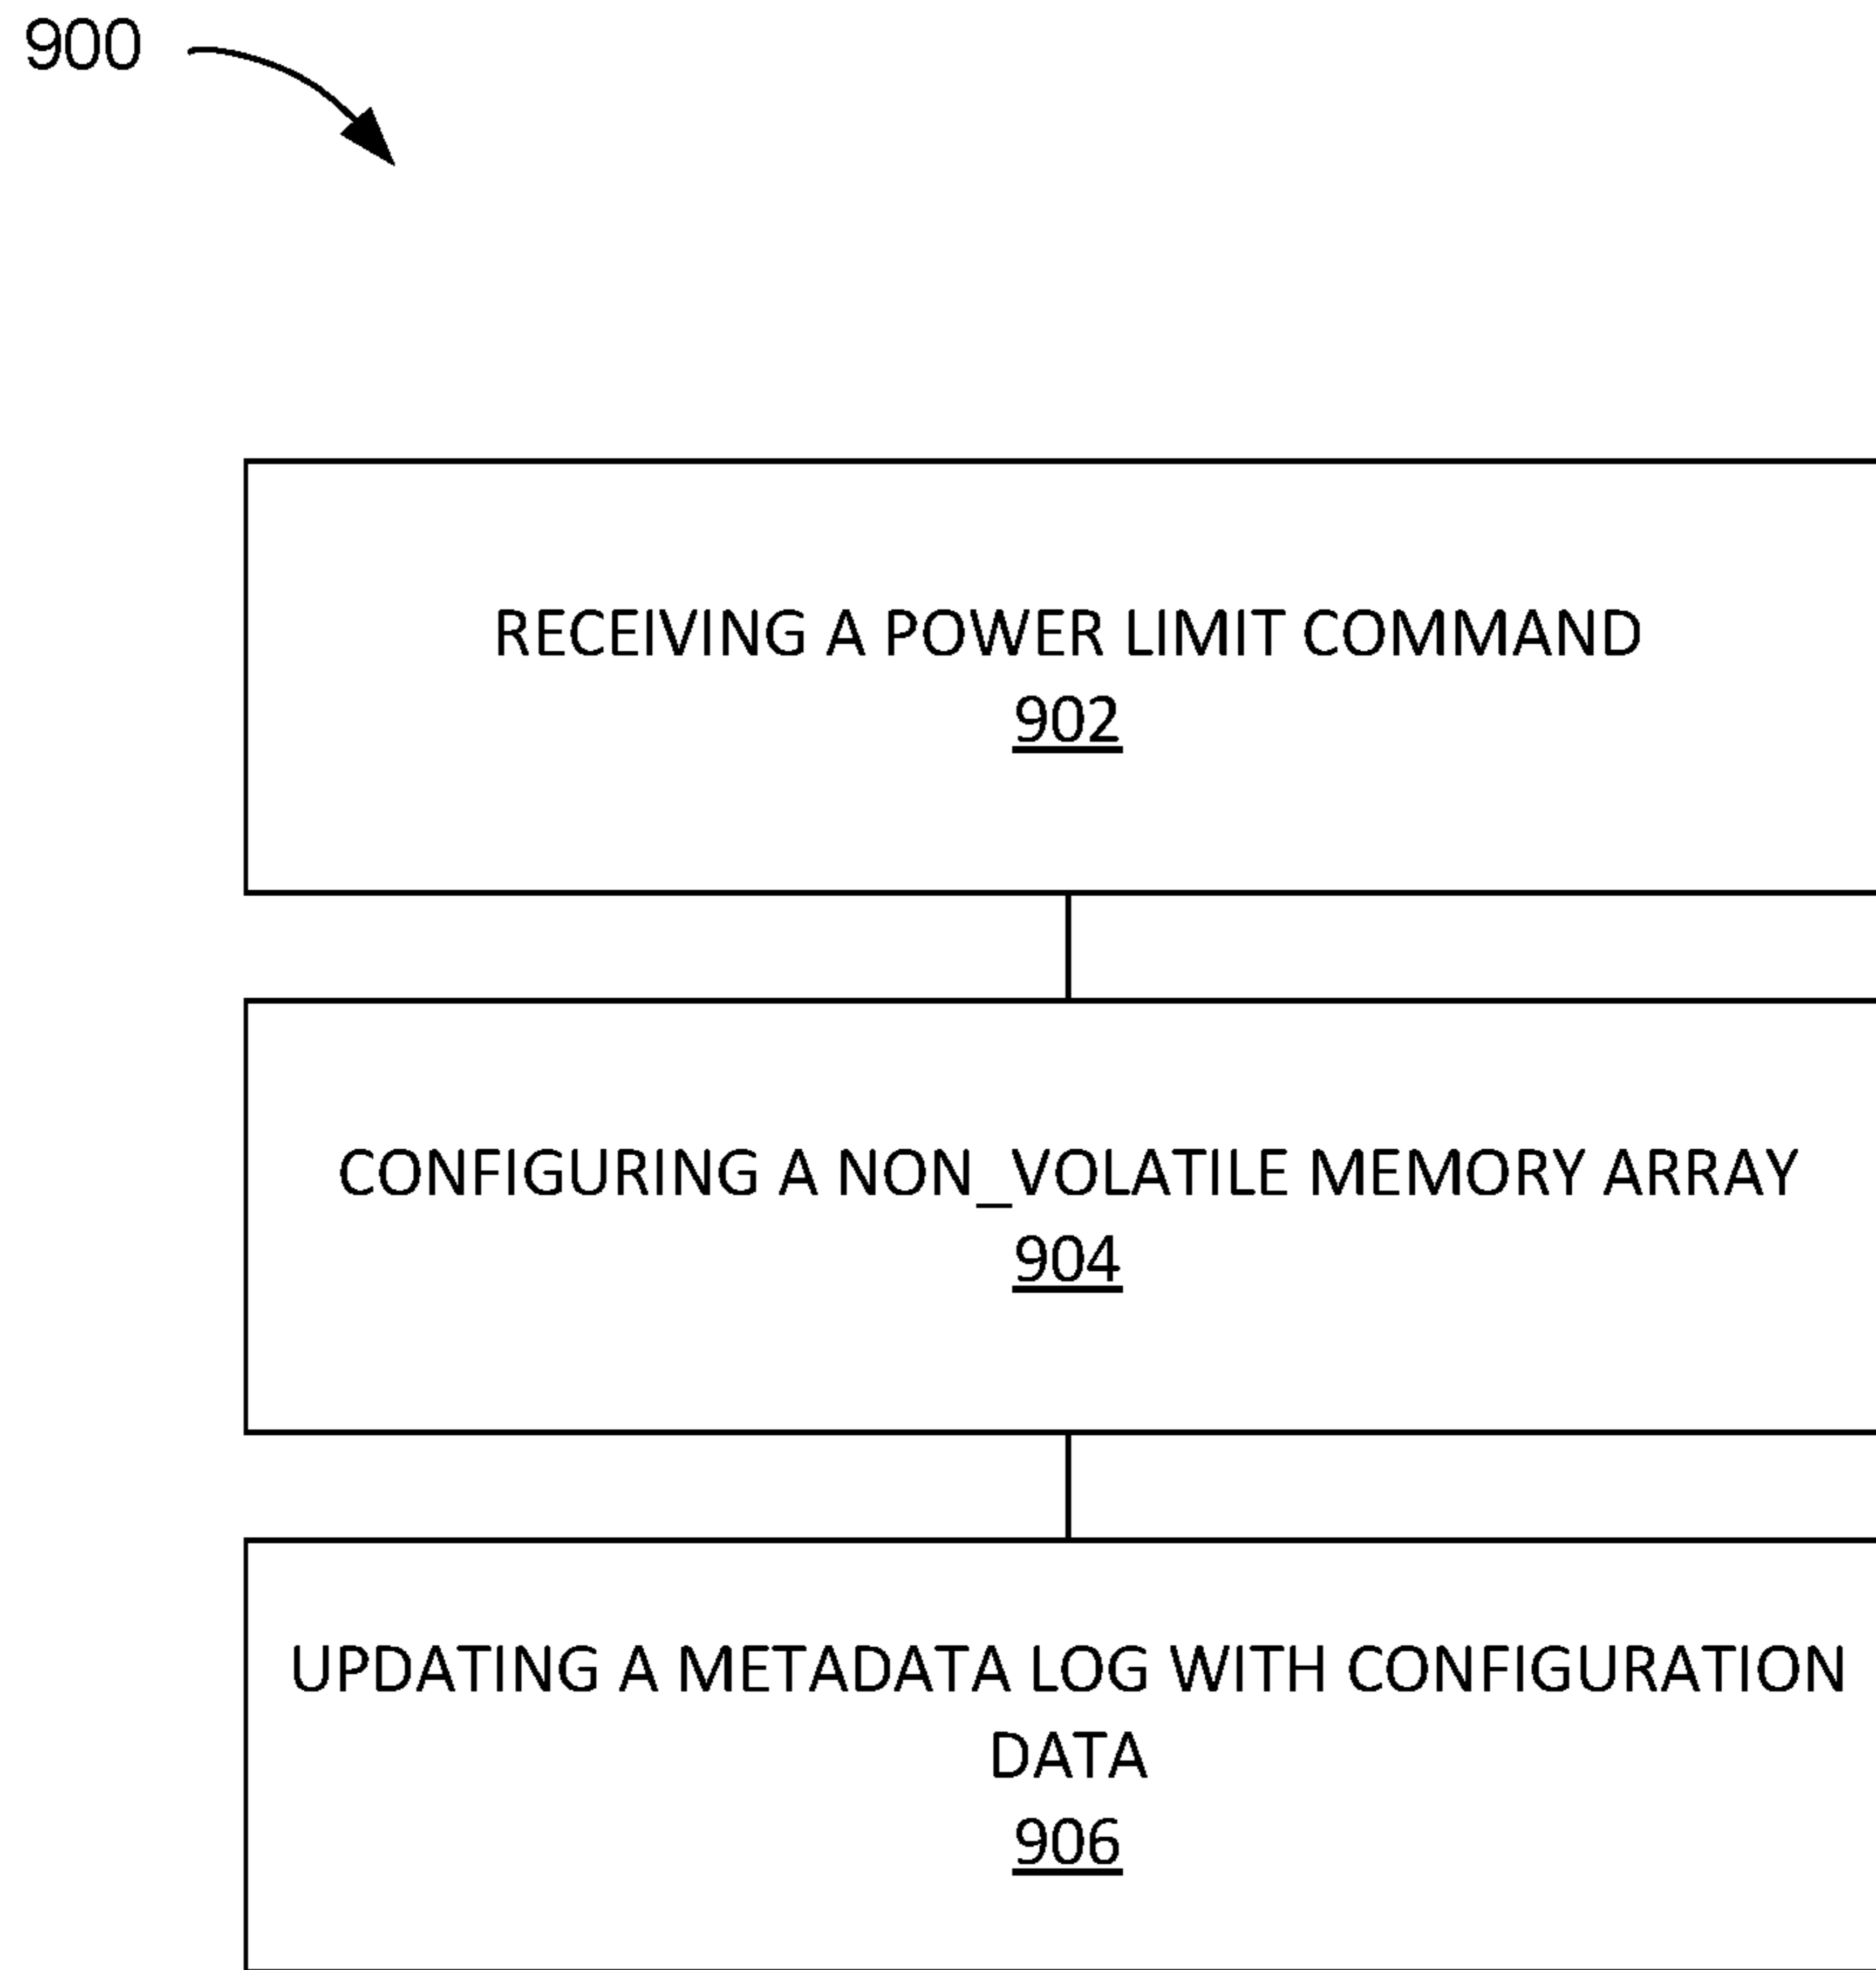 900
RECEIVING A POWER LIMIT COMMAND
902
CONFIGURING A NON_VOLATILE MEMORY ARRAY
904
UPDATING A METADATA LOG WITH CONFIGURATION
DATA
906